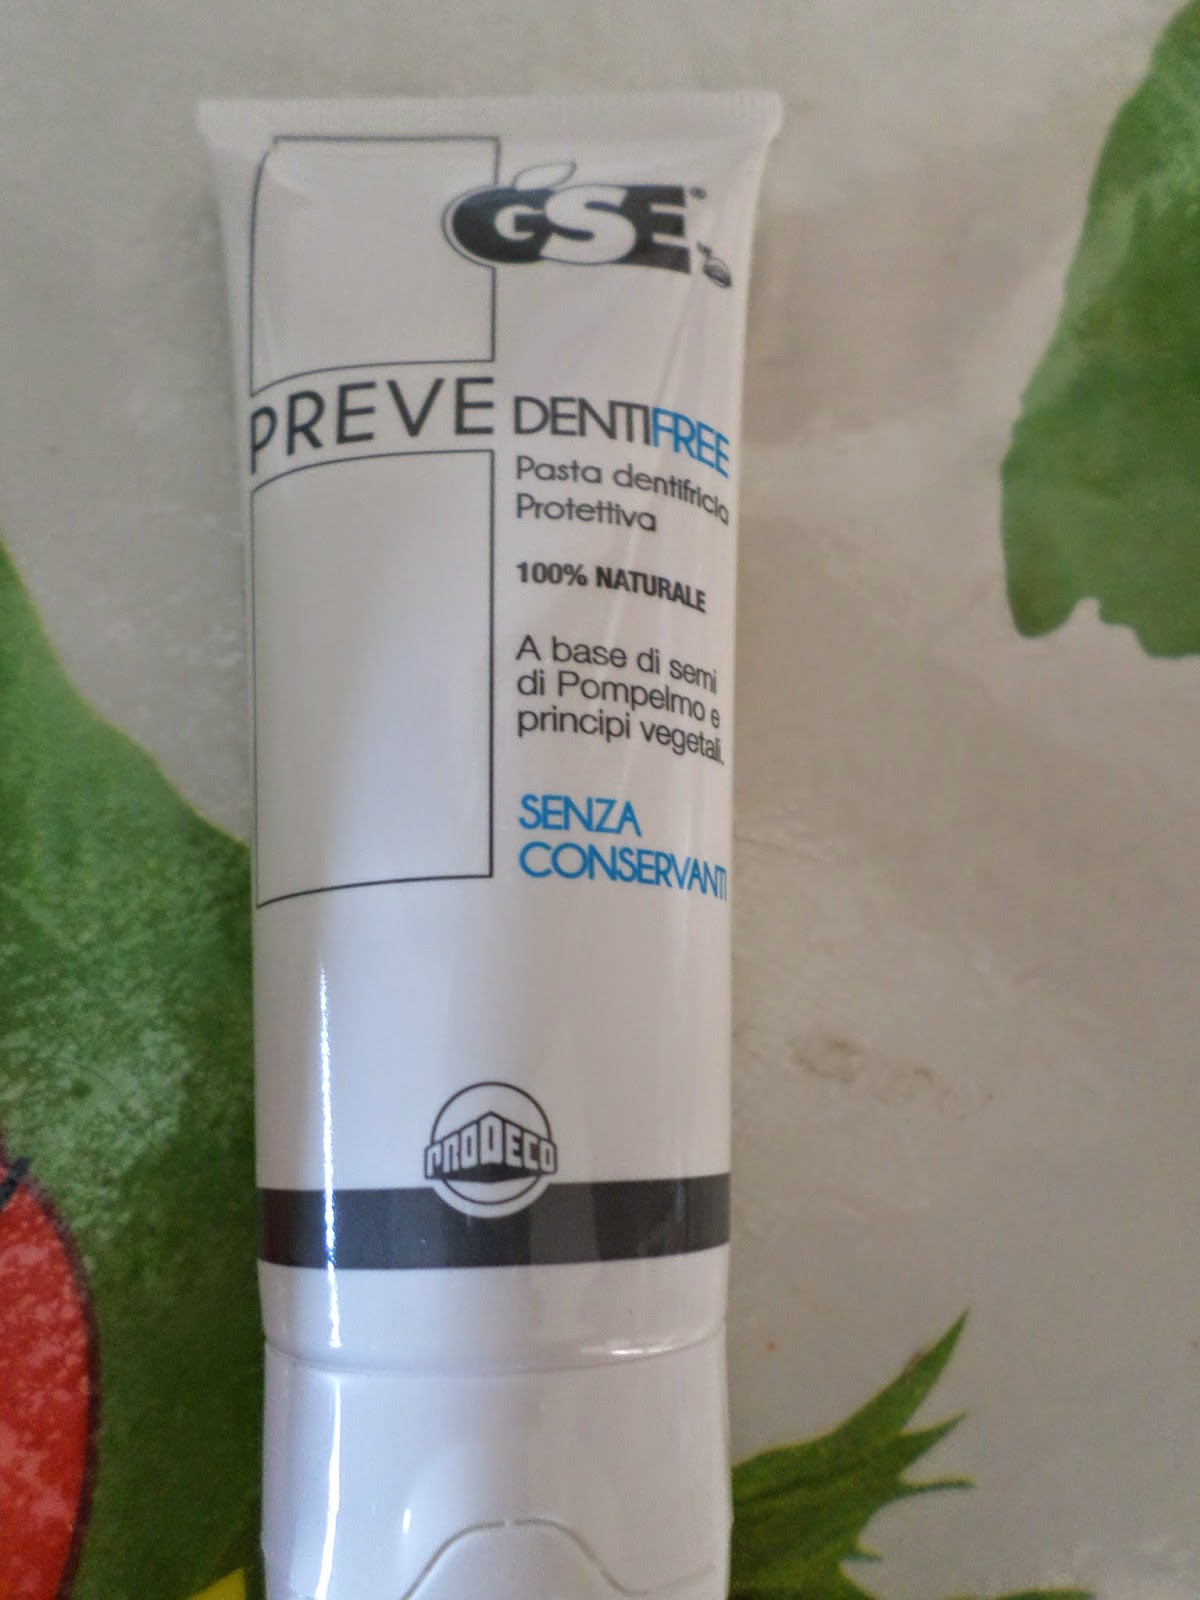 GSE
PREVE DENTIFREE
Pasta dentifricia
Protettiva
100% NATURALE
A base di semi
di Pompelmo e
principi vegetali.
SENZA
CONSERVANTI
PRODECO